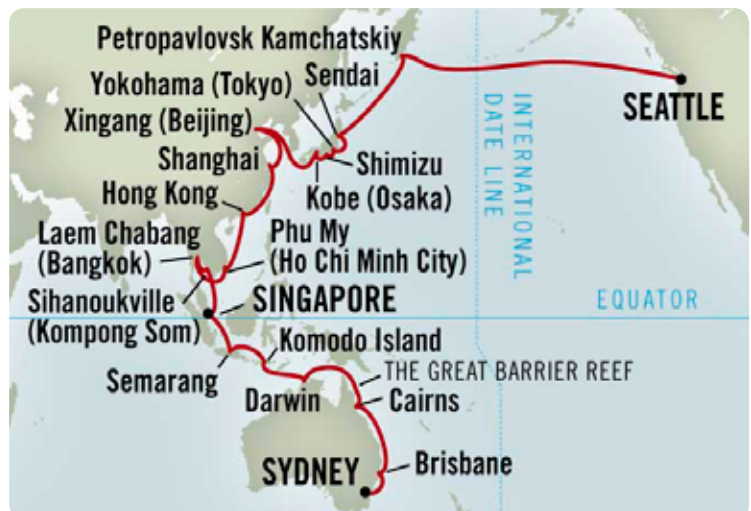 Petropavlovsk Kamchatskiy
Yokohama (Tokyo)
Sendai
Xingang (Beijing)
SEATTLE
INTERNATIONAL
DATE LINE
Shanghai
Shimizu
Kobe (Osaka)
Hong Kong
Laem Chabang
(Bangkok)
Phu My
(Ho Chi Minh City)
Sihanoukville
(Kompong Som)
SINGAPORE
EQUATOR
Komodo Island
Semarang
THE GREAT BARRIER REEF
Darwin
Cairns
SYDNEY
Brisbane